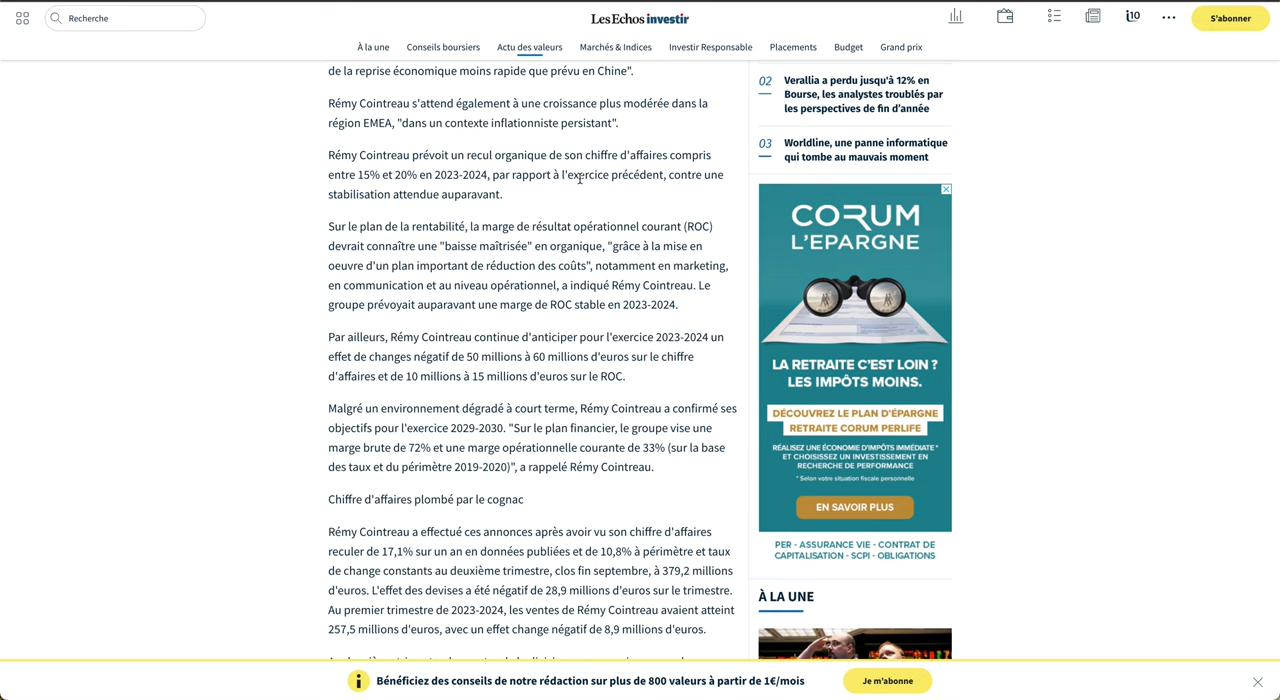 Recherche
Les Echos investir
i10
S'abonner
À la une
Conseils boursiers
Actu des valeurs
Marchés & Indices
Investir Responsable
Placements
Budget
Grand prix
de la reprise économique moins rapide que prévu en Chine".
Rémy Cointreau s'attend également à une croissance plus modérée dans la
région EMEA, "dans un contexte inflationniste persistant".
Rémy Cointreau prévoit un recul organique de son chiffre d'affaires compris
entre 15% et 20% en 2023-2024, par rapport à l'exercice précédent, contre une
stabilisation attendue auparavant.
Sur le plan de la rentabilité, la marge de résultat opérationnel courant (ROC)
devrait connaître une "baisse maîtrisée" en organique, "grâce à la mise en
oeuvre d'un plan important de réduction des coûts", notamment en marketing,
en communication et au niveau opérationnel, a indiqué Rémy Cointreau. Le
groupe prévoyait auparavant une marge de ROC stable en 2023-2024.
Par ailleurs, Rémy Cointreau continue d'anticiper pour l'exercice 2023-2024 un
effet de changes négatif de 50 millions à 60 millions d'euros sur le chiffre
d'affaires et de 10 millions à 15 millions d'euros sur le ROC.
Malgré un environnement dégradé à court terme, Rémy Cointreau a confirmé ses
objectifs pour l'exercice 2029-2030. "Sur le plan financier, le groupe vise une
marge brute de 72% et une marge opérationnelle courante de 33% (sur la base
des taux et du périmètre 2019-2020)", a rappelé Rémy Cointreau.
Chiffre d'affaires plombé par le cognac
Rémy Cointreau a effectué ces annonces après avoir vu son chiffre d'affaires
reculer de 17,1% sur un an en données publiées et de 10,8% à périmètre et taux
de change constants au deuxième trimestre, clos fin septembre, à 379,2 millions
d'euros. L'effet des devises a été négatif de 28,9 millions d'euros sur le trimestre.
Au premier trimestre de 2023-2024, les ventes de Rémy Cointreau avaient atteint
257,5 millions d'euros, avec un effet change négatif de 8,9 millions d'euros.
02
Verallia a perdu jusqu'à 12% en
Bourse, les analystes troublés par
les perspectives de fin d'année
03
Worldline, une panne informatique
qui tombe au mauvais moment
CORUM
L'EPARGNE
LA RETRAITE C'EST LOIN ?
LES IMPÔTS MOINS.
DÉCOUVREZ LE PLAN D'ÉPARGNE
RETRAITE CORUM PERLIFE
RÉALISEZ UNE ÉCONOMIE D'IMPÔTS IMMÉDIATE*
ET CHOISISSEZ UN INVESTISSEMENT EN
RECHERCHE DE PERFORMANCE
* Selon votre situation fiscale personnelle
EN SAVOIR PLUS
PER - ASSURANCE VIE - CONTRAT DE
CAPITALISATION - SCPI - OBLIGATIONS
À LA UNE
Bénéficiez des conseils de notre rédaction sur plus de 800 valeurs à partir de 1€/mois
Je m'abonne